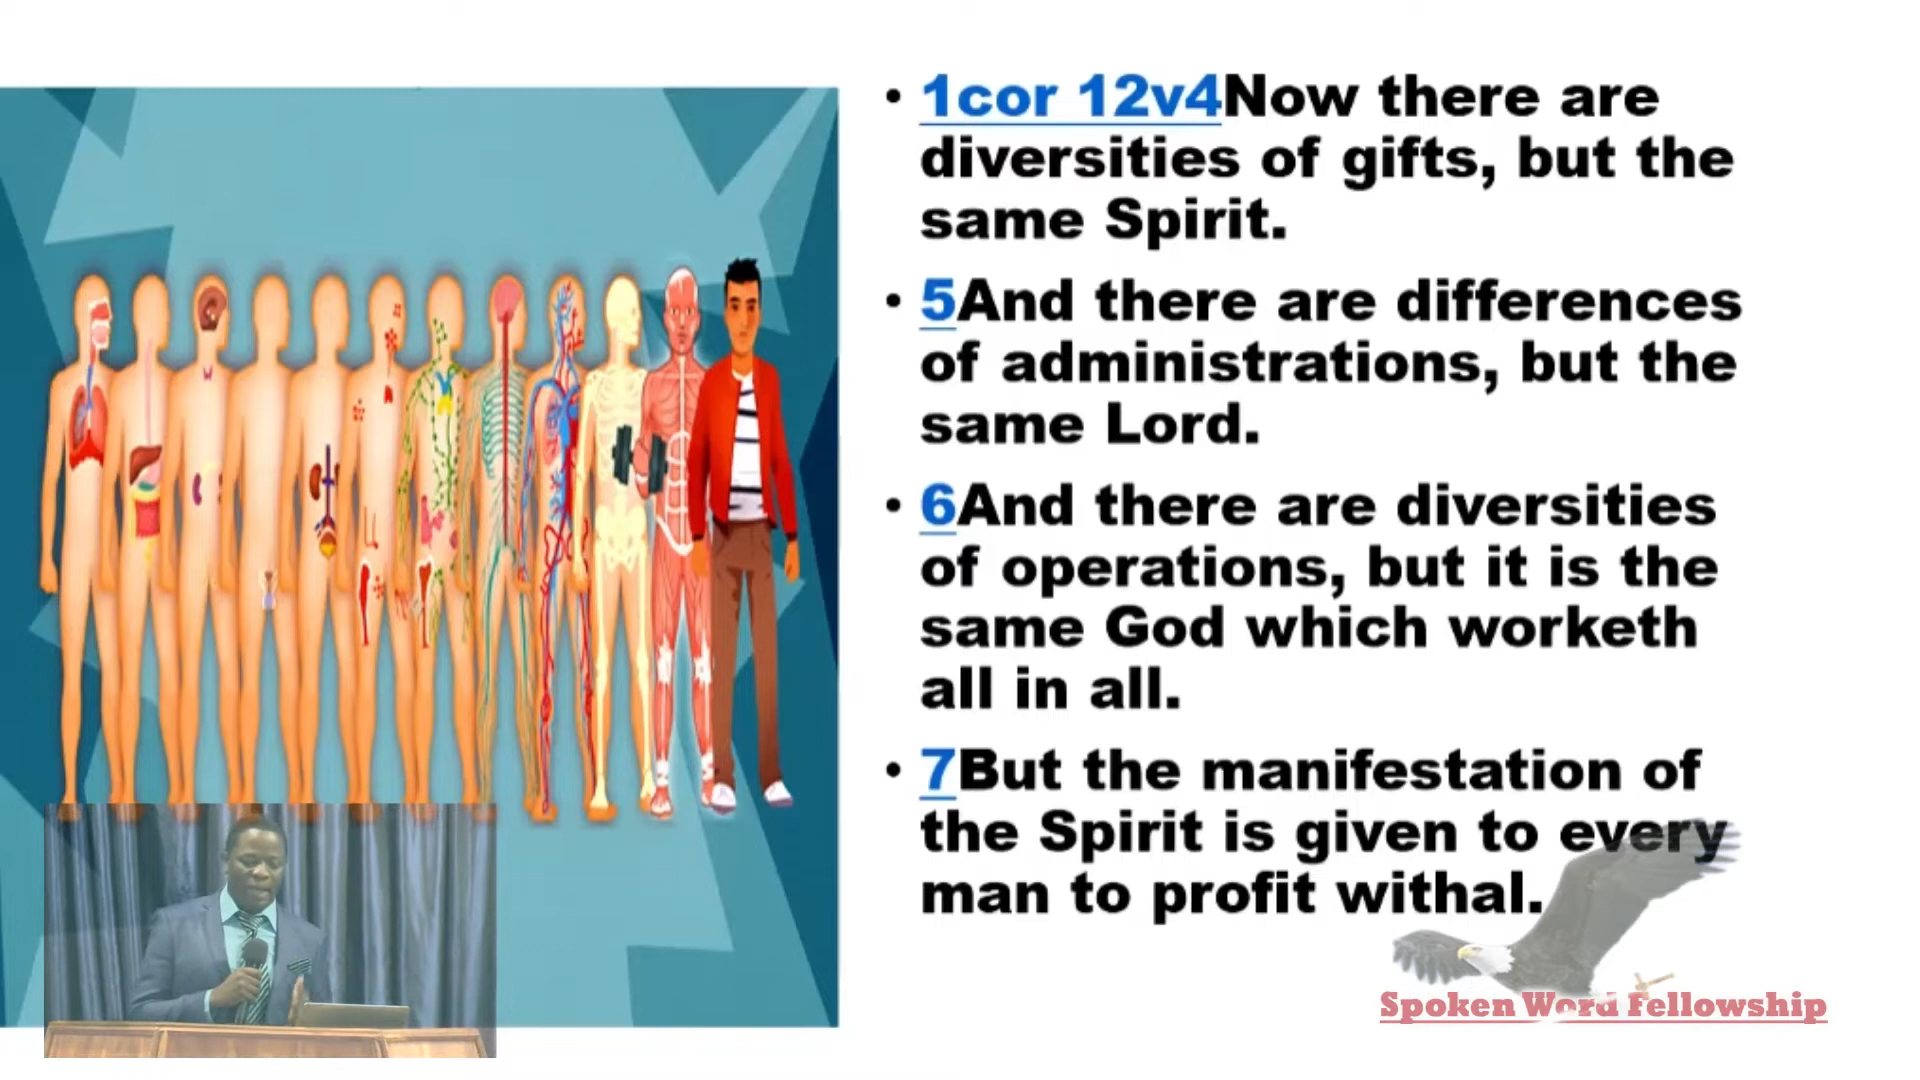 • 1cor 12v4Now there are
diversities of gifts, but the
same Spirit.
• 5And there are differences
of administrations, but the
same Lord.
• 6And there are diversities
of operations, but it is the
same God which worketh
all in all.
• 7But the manifestation of
the Spirit is given to every
man to profit withal.
Spoken Word Fellowship